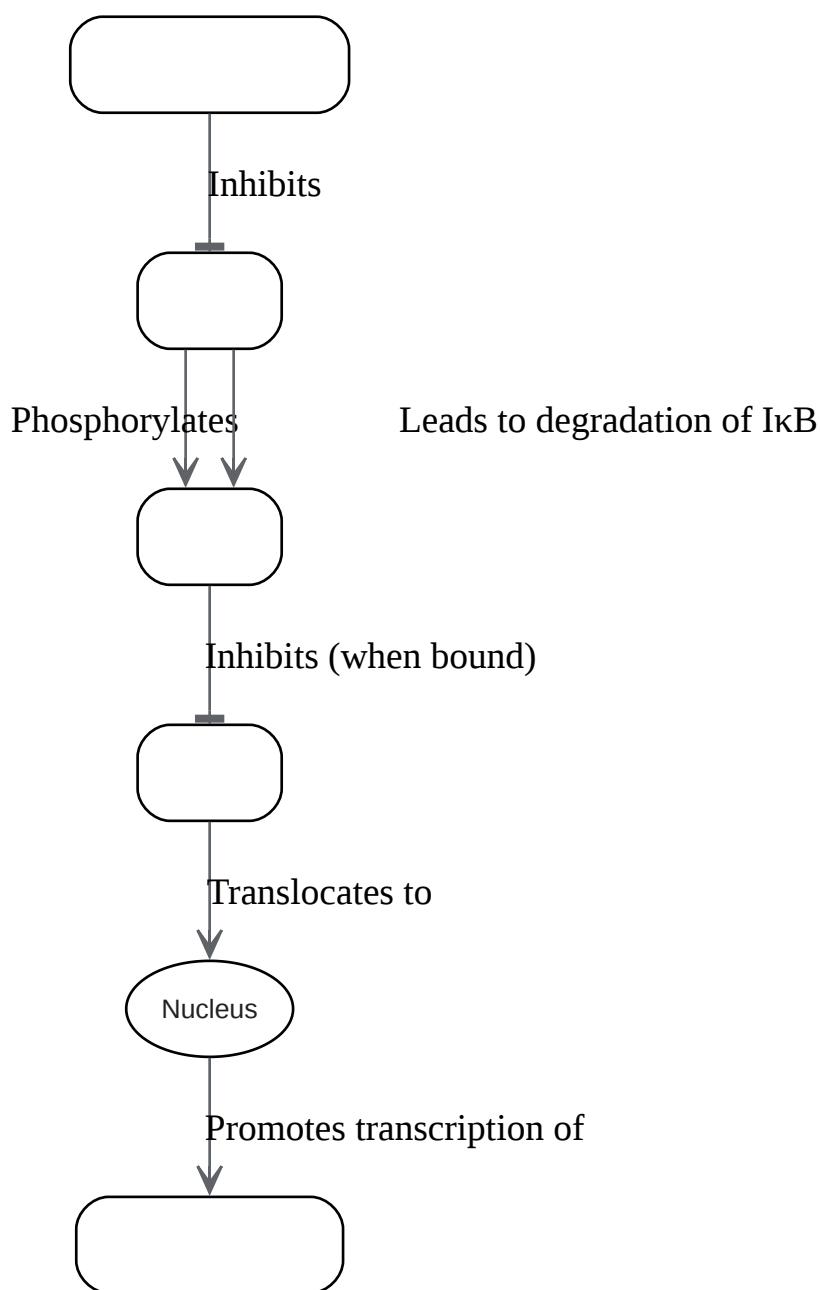 Inhibits
Phosphorylates
Leads to degradation of IκB
Inhibits (when bound)
Translocates to
Nucleus
Promotes transcription of